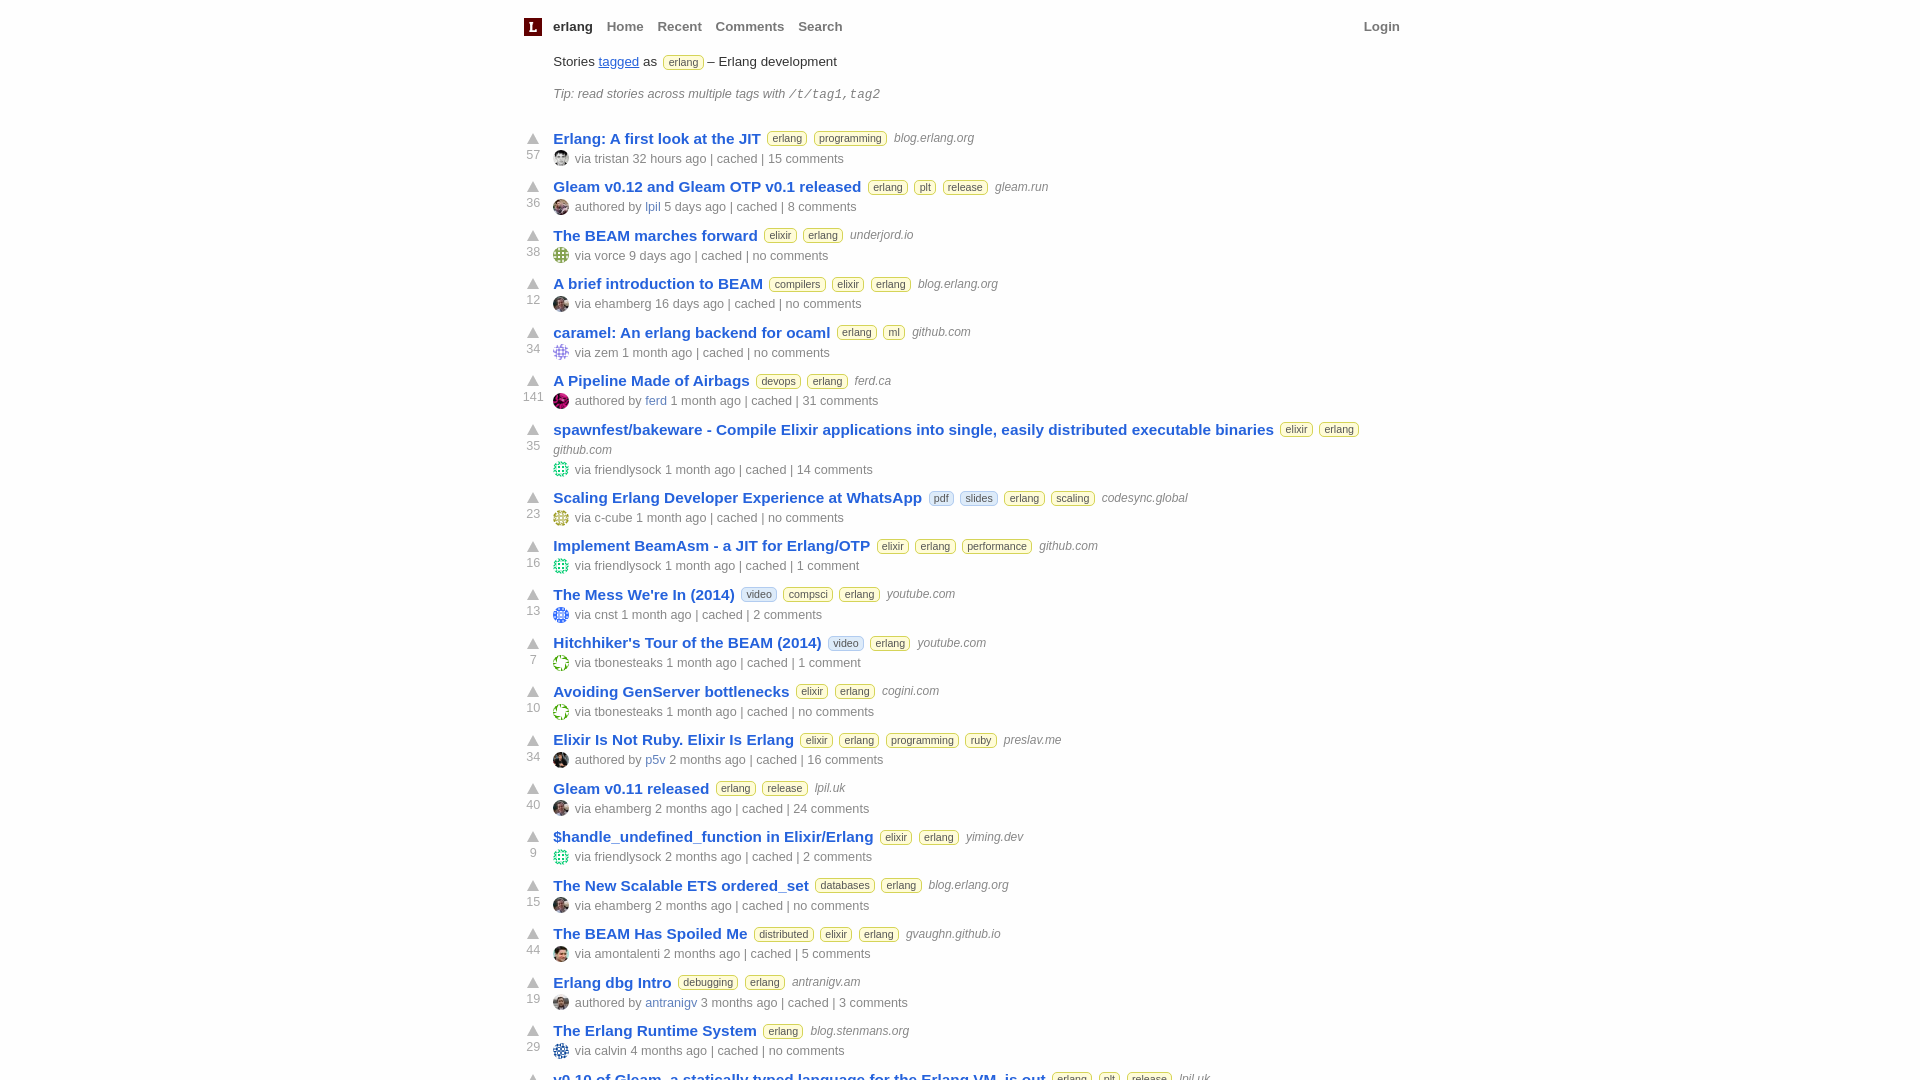 L erlang Home Recent Comments Search Login
Stories tagged as erlang – Erlang development
Tip: read stories across multiple tags with /t/tag1,tag2
Erlang: A first look at the JIT erlang programming blog.erlang.org
57 via tristan 32 hours ago | cached | 15 comments
Gleam v0.12 and Gleam OTP v0.1 released erlang plt release gleam.run
36 authored by lpil 5 days ago | cached | 8 comments
The BEAM marches forward elixir erlang underjord.io
38 via vorce 9 days ago | cached | no comments
A brief introduction to BEAM compilers elixir erlang blog.erlang.org
12 via ehamberg 16 days ago | cached | no comments
caramel: An erlang backend for ocaml erlang ml github.com
34 via zem 1 month ago | cached | no comments
A Pipeline Made of Airbags devops erlang ferd.ca
141 authored by ferd 1 month ago | cached | 31 comments
spawnfest/bakeware - Compile Elixir applications into single, easily distributed executable binaries elixir erlang
35 github.com
via friendlysock 1 month ago | cached | 14 comments
Scaling Erlang Developer Experience at WhatsApp pdf slides erlang scaling codesync.global
23 via c-cube 1 month ago | cached | no comments
Implement BeamAsm - a JIT for Erlang/OTP elixir erlang performance github.com
16 via friendlysock 1 month ago | cached | 1 comment
The Mess We're In (2014) video compsci erlang youtube.com
13 via cnst 1 month ago | cached | 2 comments
Hitchhiker's Tour of the BEAM (2014) video erlang youtube.com
7 via tbonesteaks 1 month ago | cached | 1 comment
Avoiding GenServer bottlenecks elixir erlang cogini.com
10 via tbonesteaks 1 month ago | cached | no comments
Elixir Is Not Ruby. Elixir Is Erlang elixir erlang programming ruby preslav.me
34 authored by p5v 2 months ago | cached | 16 comments
Gleam v0.11 released erlang release lpil.uk
40 via ehamberg 2 months ago | cached | 24 comments
$handle_undefined_function in Elixir/Erlang elixir erlang yiming.dev
9 via friendlysock 2 months ago | cached | 2 comments
The New Scalable ETS ordered_set databases erlang blog.erlang.org
15 via ehamberg 2 months ago | cached | no comments
The BEAM Has Spoiled Me distributed elixir erlang gvaughn.github.io
44 via amontalenti 2 months ago | cached | 5 comments
Erlang dbg Intro debugging erlang antranigv.am
19 authored by antranigv 3 months ago | cached | 3 comments
The Erlang Runtime System erlang blog.stenmans.org
29 via calvin 4 months ago | cached | no comments
v0.10 of Gleam, a statically typed language for the Erlang VM, is out erlang plt release lpil.uk